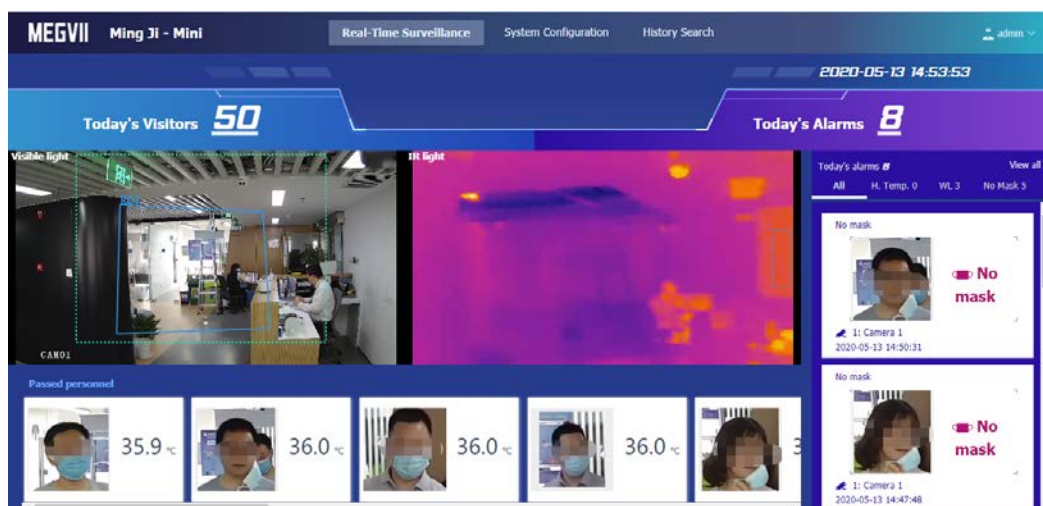 MEGVII Ming Ji - Mini Real-Time Surveillance System Configuration History Search admin
2020-05-13 14:53:53
Today's Visitors 50 Today's Alarms 8
Visible light IR light
Today's alarms 8 View all
All H. Temp. 0 WL 3 No Mask 5
No mask
No
mask
1: Camera 1
2020-05-13 14:50:31
CAM01
Passed personnel
35.9 °C 36.0 °C 36.0 °C 36.0 °C 3
No mask
No
mask
1: Camera 1
2020-05-13 14:47:48